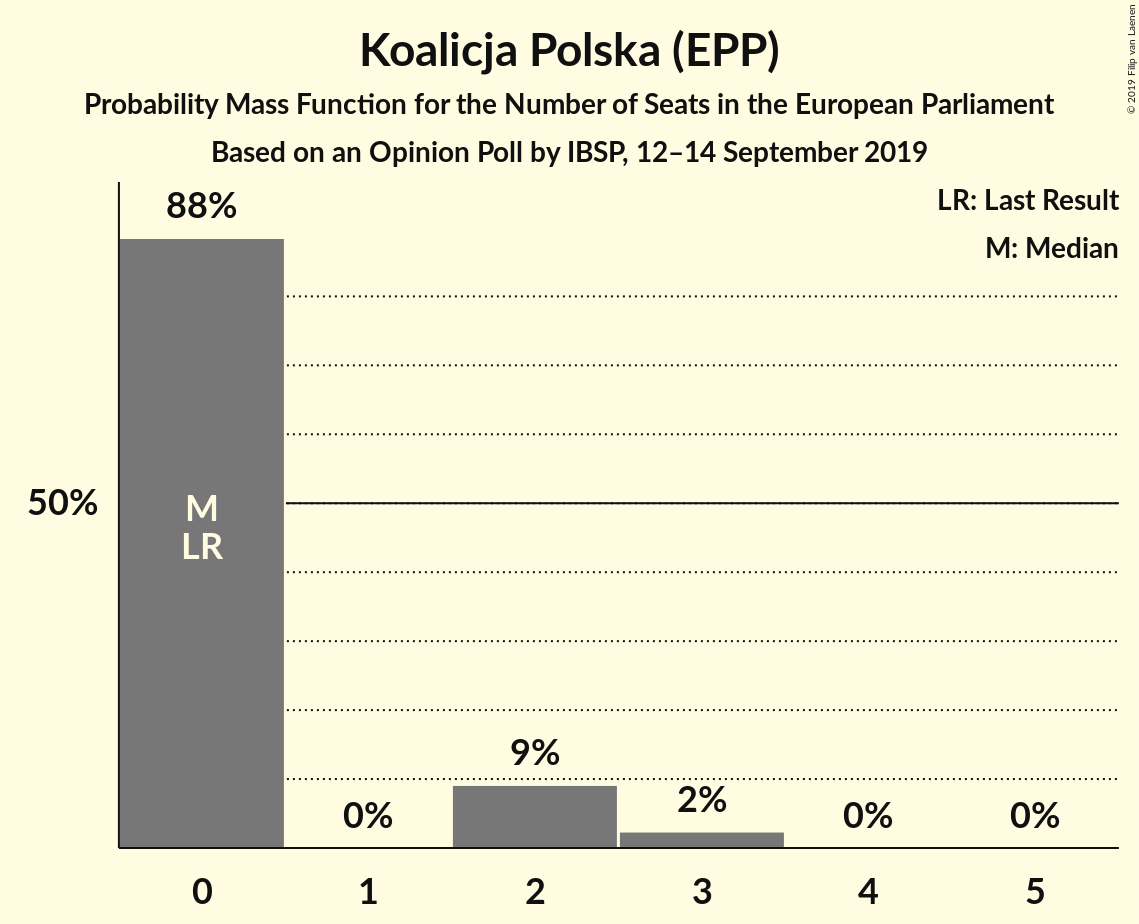 Koalicja Polska (EPP)
Probability Mass Function for the Number of Seats in the European Parliament
Based on an Opinion Poll by IBSP, 12–14 September 2019
© 2019 Filip van Laenen
LR: Last Result
M: Median
88%
50%
M
LR
9%
2%
0%
0%
0%
0 1 2 3 4 5